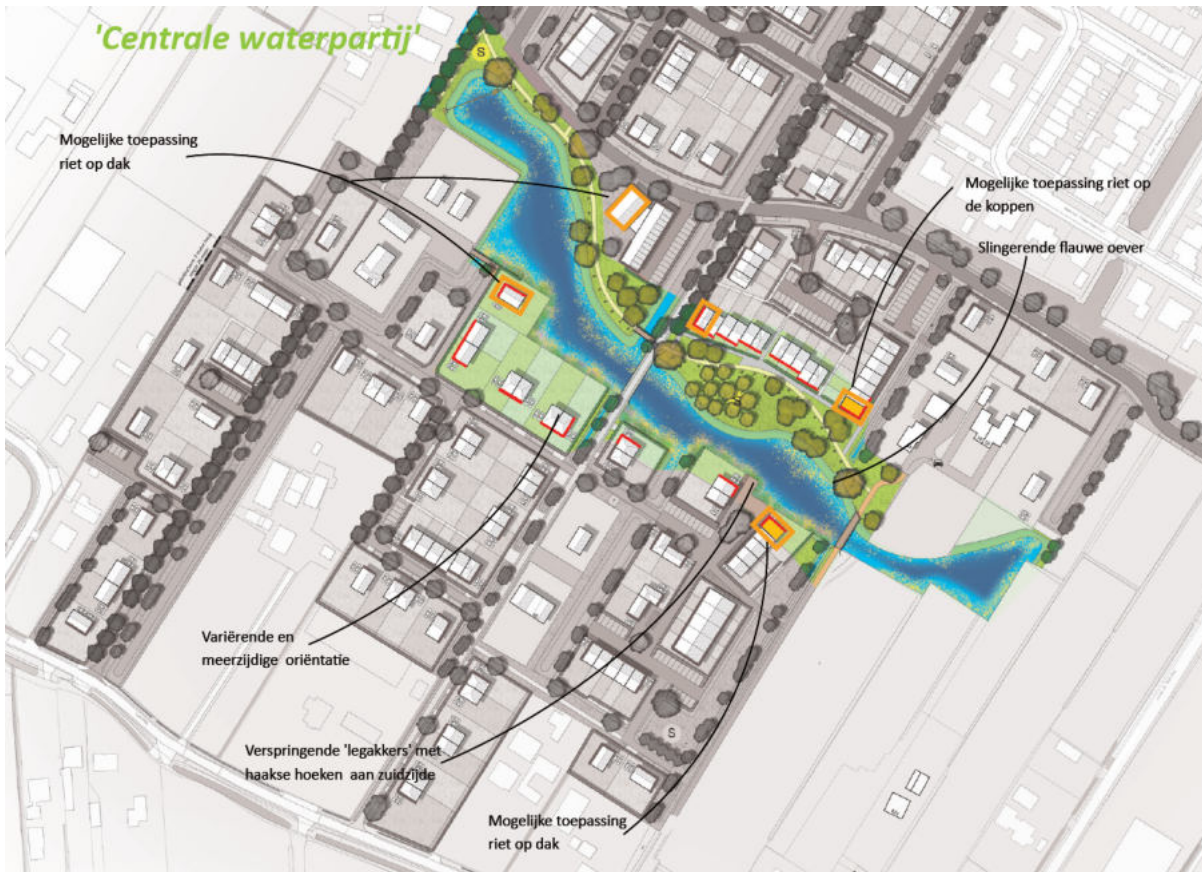 'Centrale waterpartij'
S
Mogelijke toepassing
riet op dak
Mogelijke toepassing riet op
de koppen
Slingerende flauwe oever
S
Variërende en
meerzijdige oriëntatie
Verspringende 'legakkers' met
haakse hoeken aan zuidzijde
S
Mogelijke toepassing
riet op dak